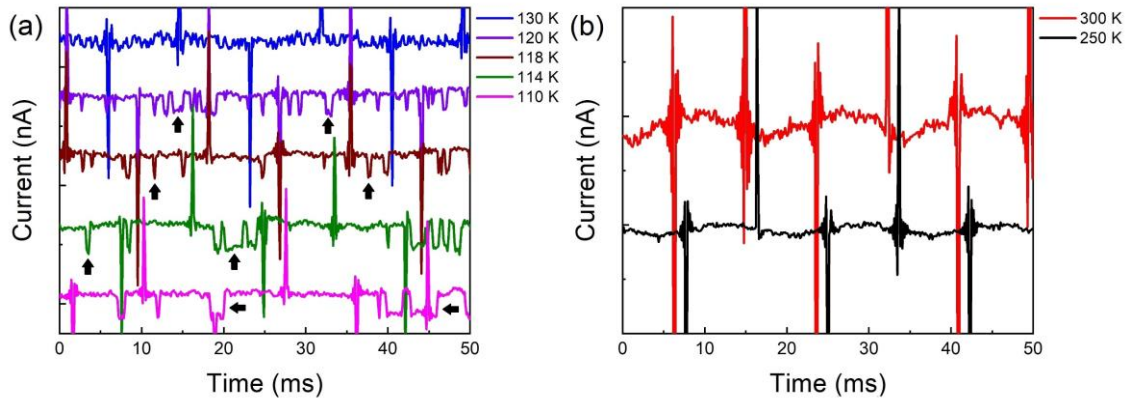 (a)
130 K
120 K
118 K
114 K
110 K
Current (nA)
0 10 20 30 40 50
Time (ms)
(b)
300 K
250 K
Current (nA)
0 10 20 30 40 50
Time (ms)